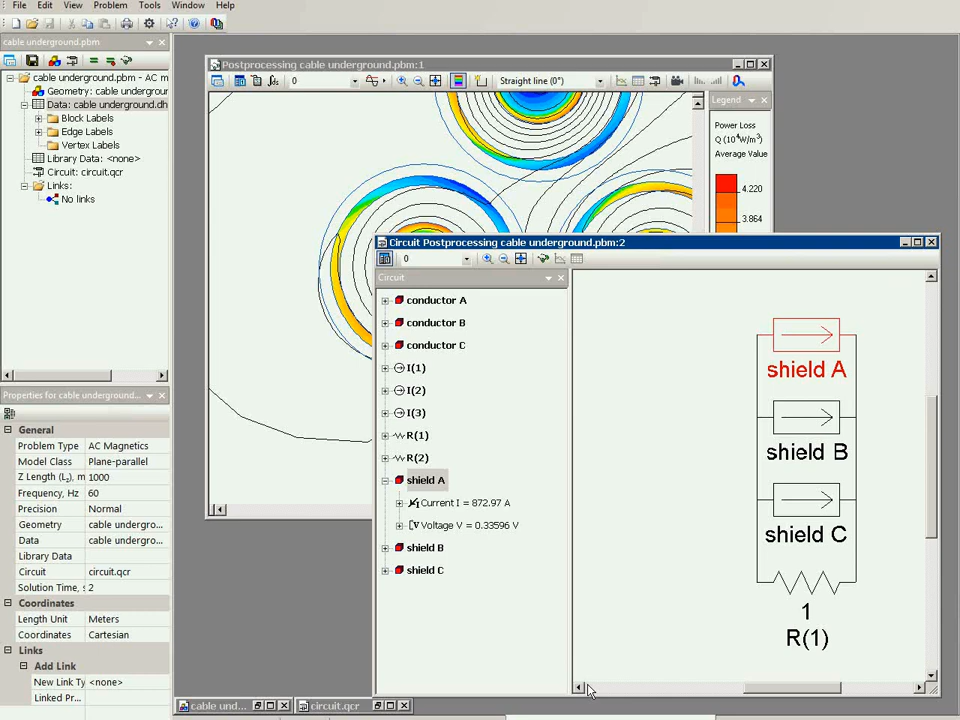 File Edit View Problem Tools Window Help
cable underground.pbm
cable underground.pbm - AC m
Geometry: cable undergrour
Data: cable underground.dh
Block Labels
Edge Labels
Vertex Labels
Library Data: <none>
Circuit: circuit.qcr
Links:
No links
Properties for cable underground...
General
Problem Type AC Magnetics
Model Class Plane-parallel
Z Length (Lz), m 1000
Frequency, Hz 60
Precision Normal
Geometry cable undergro...
Data cable undergro...
Library Data
Circuit circuit.qcr
Solution Time, s 2
Coordinates
Length Unit Meters
Coordinates Cartesian
Links
Add Link
New Link Ty <none>
Linked Pr...
Postprocessing cable underground.pbm:1
0 Straight line (0°)
Legend
Power Loss
Q (10⁴W/m³)
Average Value
4.220
3.864
Circuit Postprocessing cable underground.pbm:2
0
Circuit
conductor A
conductor B
conductor C
I(1)
I(2)
I(3)
R(1)
R(2)
shield A
Current I = 872.97 A
Voltage V = 0.33596 V
shield B
shield C
shield A
shield B
shield C
1
R(1)
cable und... circuit.qcr